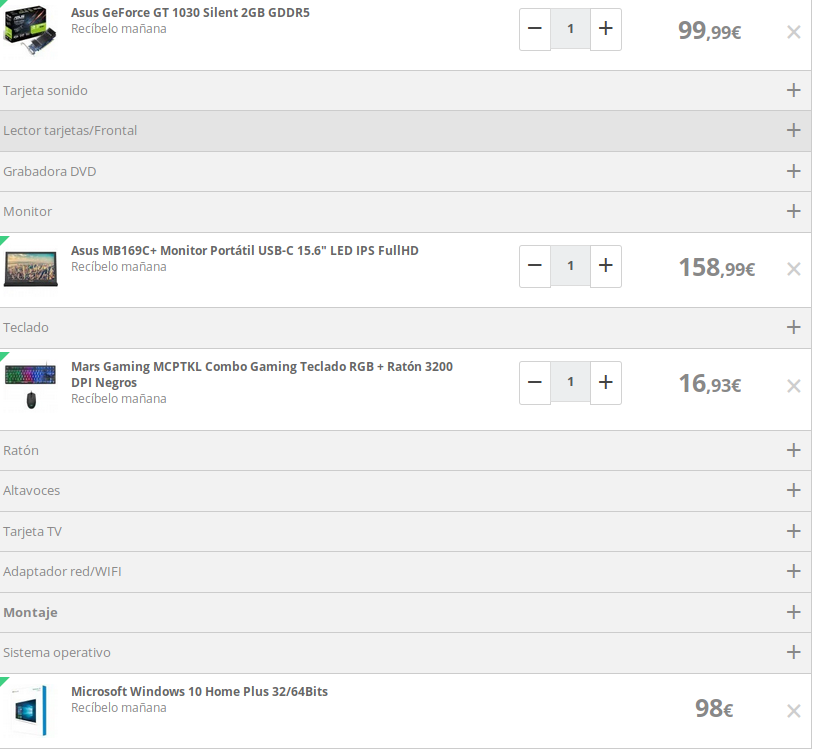 Asus GeForce GT 1030 Silent 2GB GDDR5
Recíbelo mañana
− 1 +
99,99€ ×
Tarjeta sonido +
Lector tarjetas/Frontal +
Grabadora DVD +
Monitor +
Asus MB169C+ Monitor Portátil USB-C 15.6" LED IPS FullHD
Recíbelo mañana
− 1 +
158,99€ ×
Teclado +
Mars Gaming MCPTKL Combo Gaming Teclado RGB + Ratón 3200
DPI Negros
Recíbelo mañana
− 1 +
16,93€ ×
Ratón +
Altavoces +
Tarjeta TV +
Adaptador red/WIFI +
Montaje +
Sistema operativo +
Microsoft Windows 10 Home Plus 32/64Bits
Recíbelo mañana
98€ ×